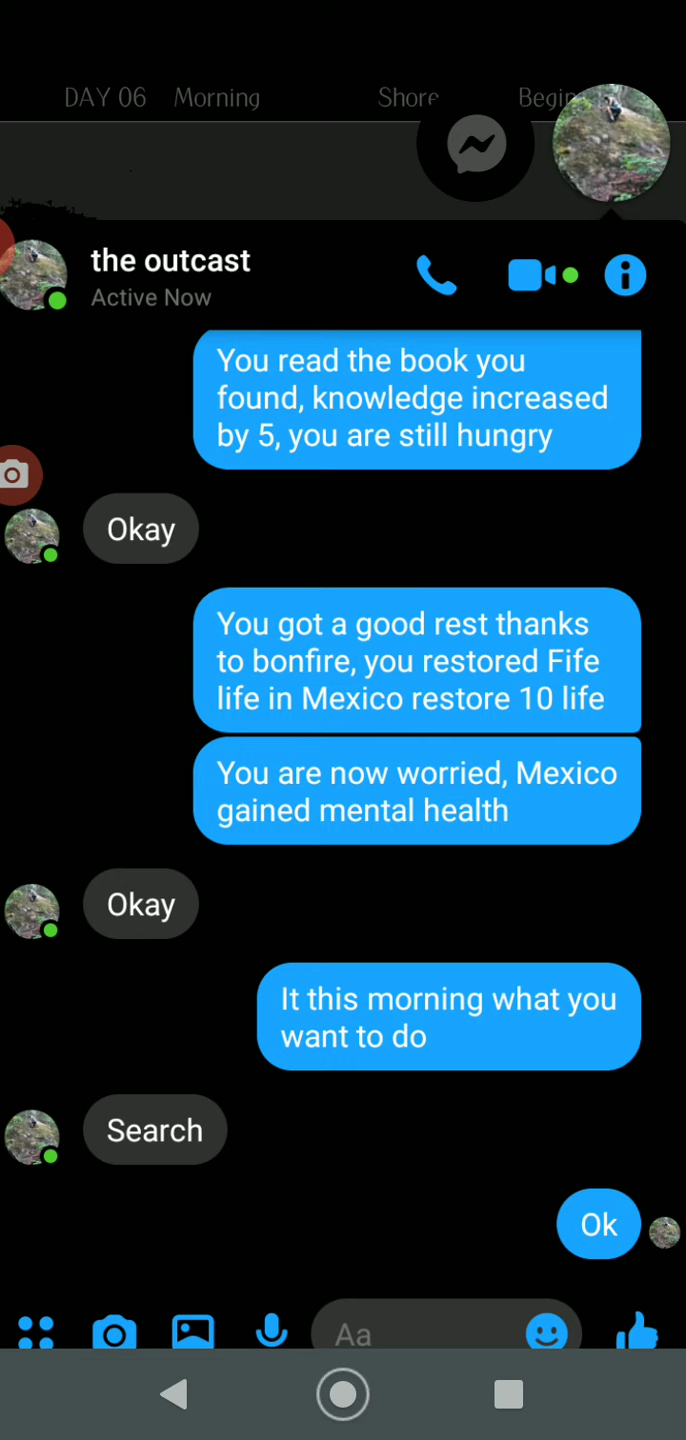 DAY 06 Morning Shore Begin
the outcast
Active Now
You read the book you
found, knowledge increased
by 5, you are still hungry
Okay
You got a good rest thanks
to bonfire, you restored Fife
life in Mexico restore 10 life
You are now worried, Mexico
gained mental health
Okay
It this morning what you
want to do
Search
Ok
Aa